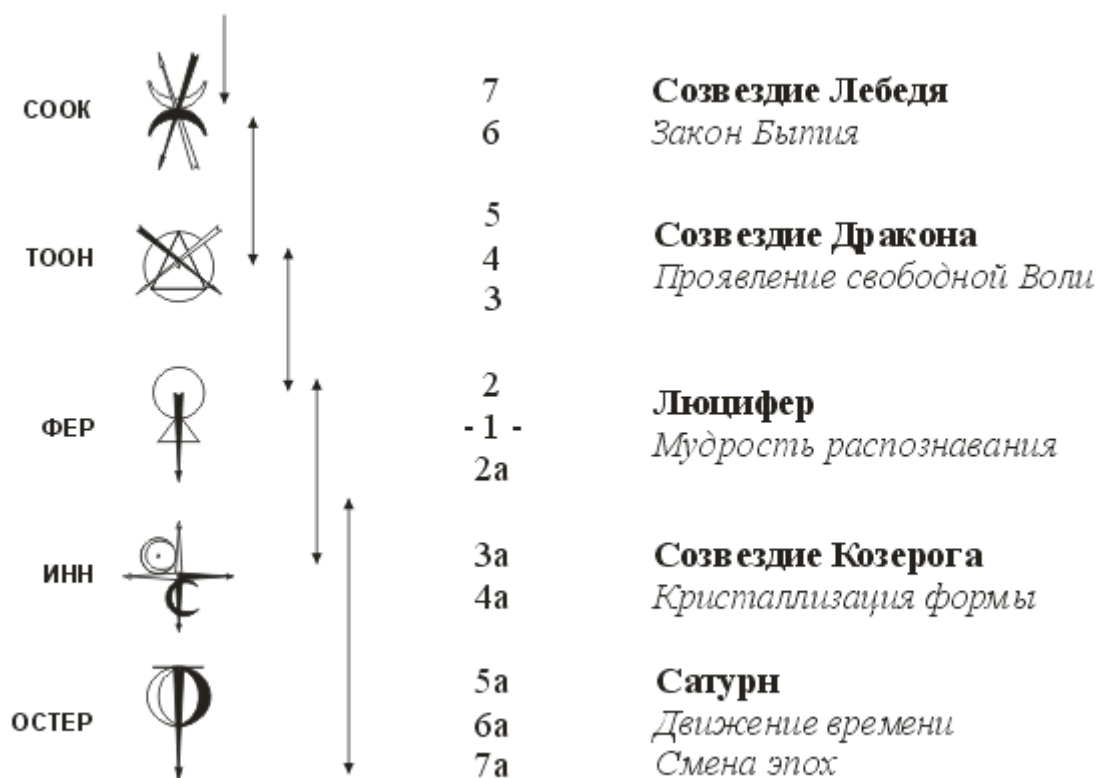 СООК
7
6
Созвездие Лебедя
Закон Бытия
ТООН
5
4
3
Созвездие Дракона
Проявление свободной Воли
ФЕР
2
- 1 -
2а
Люцифер
Мудрость распознавания
ИНН
3а
4а
Созвездие Козерога
Кристаллизация формы
ОСТЕР
5а
6а
7а
Сатурн
Движение времени
Смена эпох